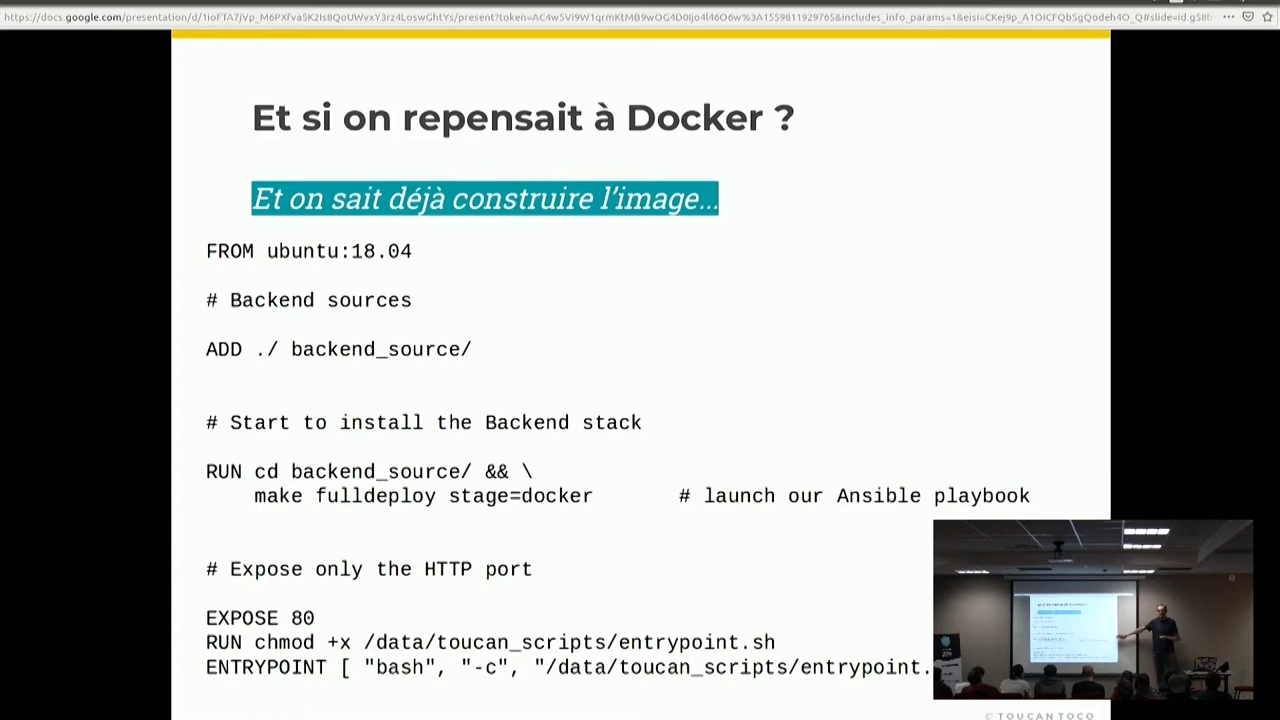 Et si on repensait à Docker ?
Et on sait déjà construire l'image...
FROM ubuntu:18.04
# Backend sources
ADD ./ backend_source/
# Start to install the Backend stack
RUN cd backend_source/ && \
make fulldeploy stage=docker # launch our Ansible playbook
# Expose only the HTTP port
EXPOSE 80
RUN chmod +x /data/toucan_scripts/entrypoint.sh
ENTRYPOINT [ "bash", "-c", "/data/toucan_scripts/entrypoint.
© TOUCAN TOCO